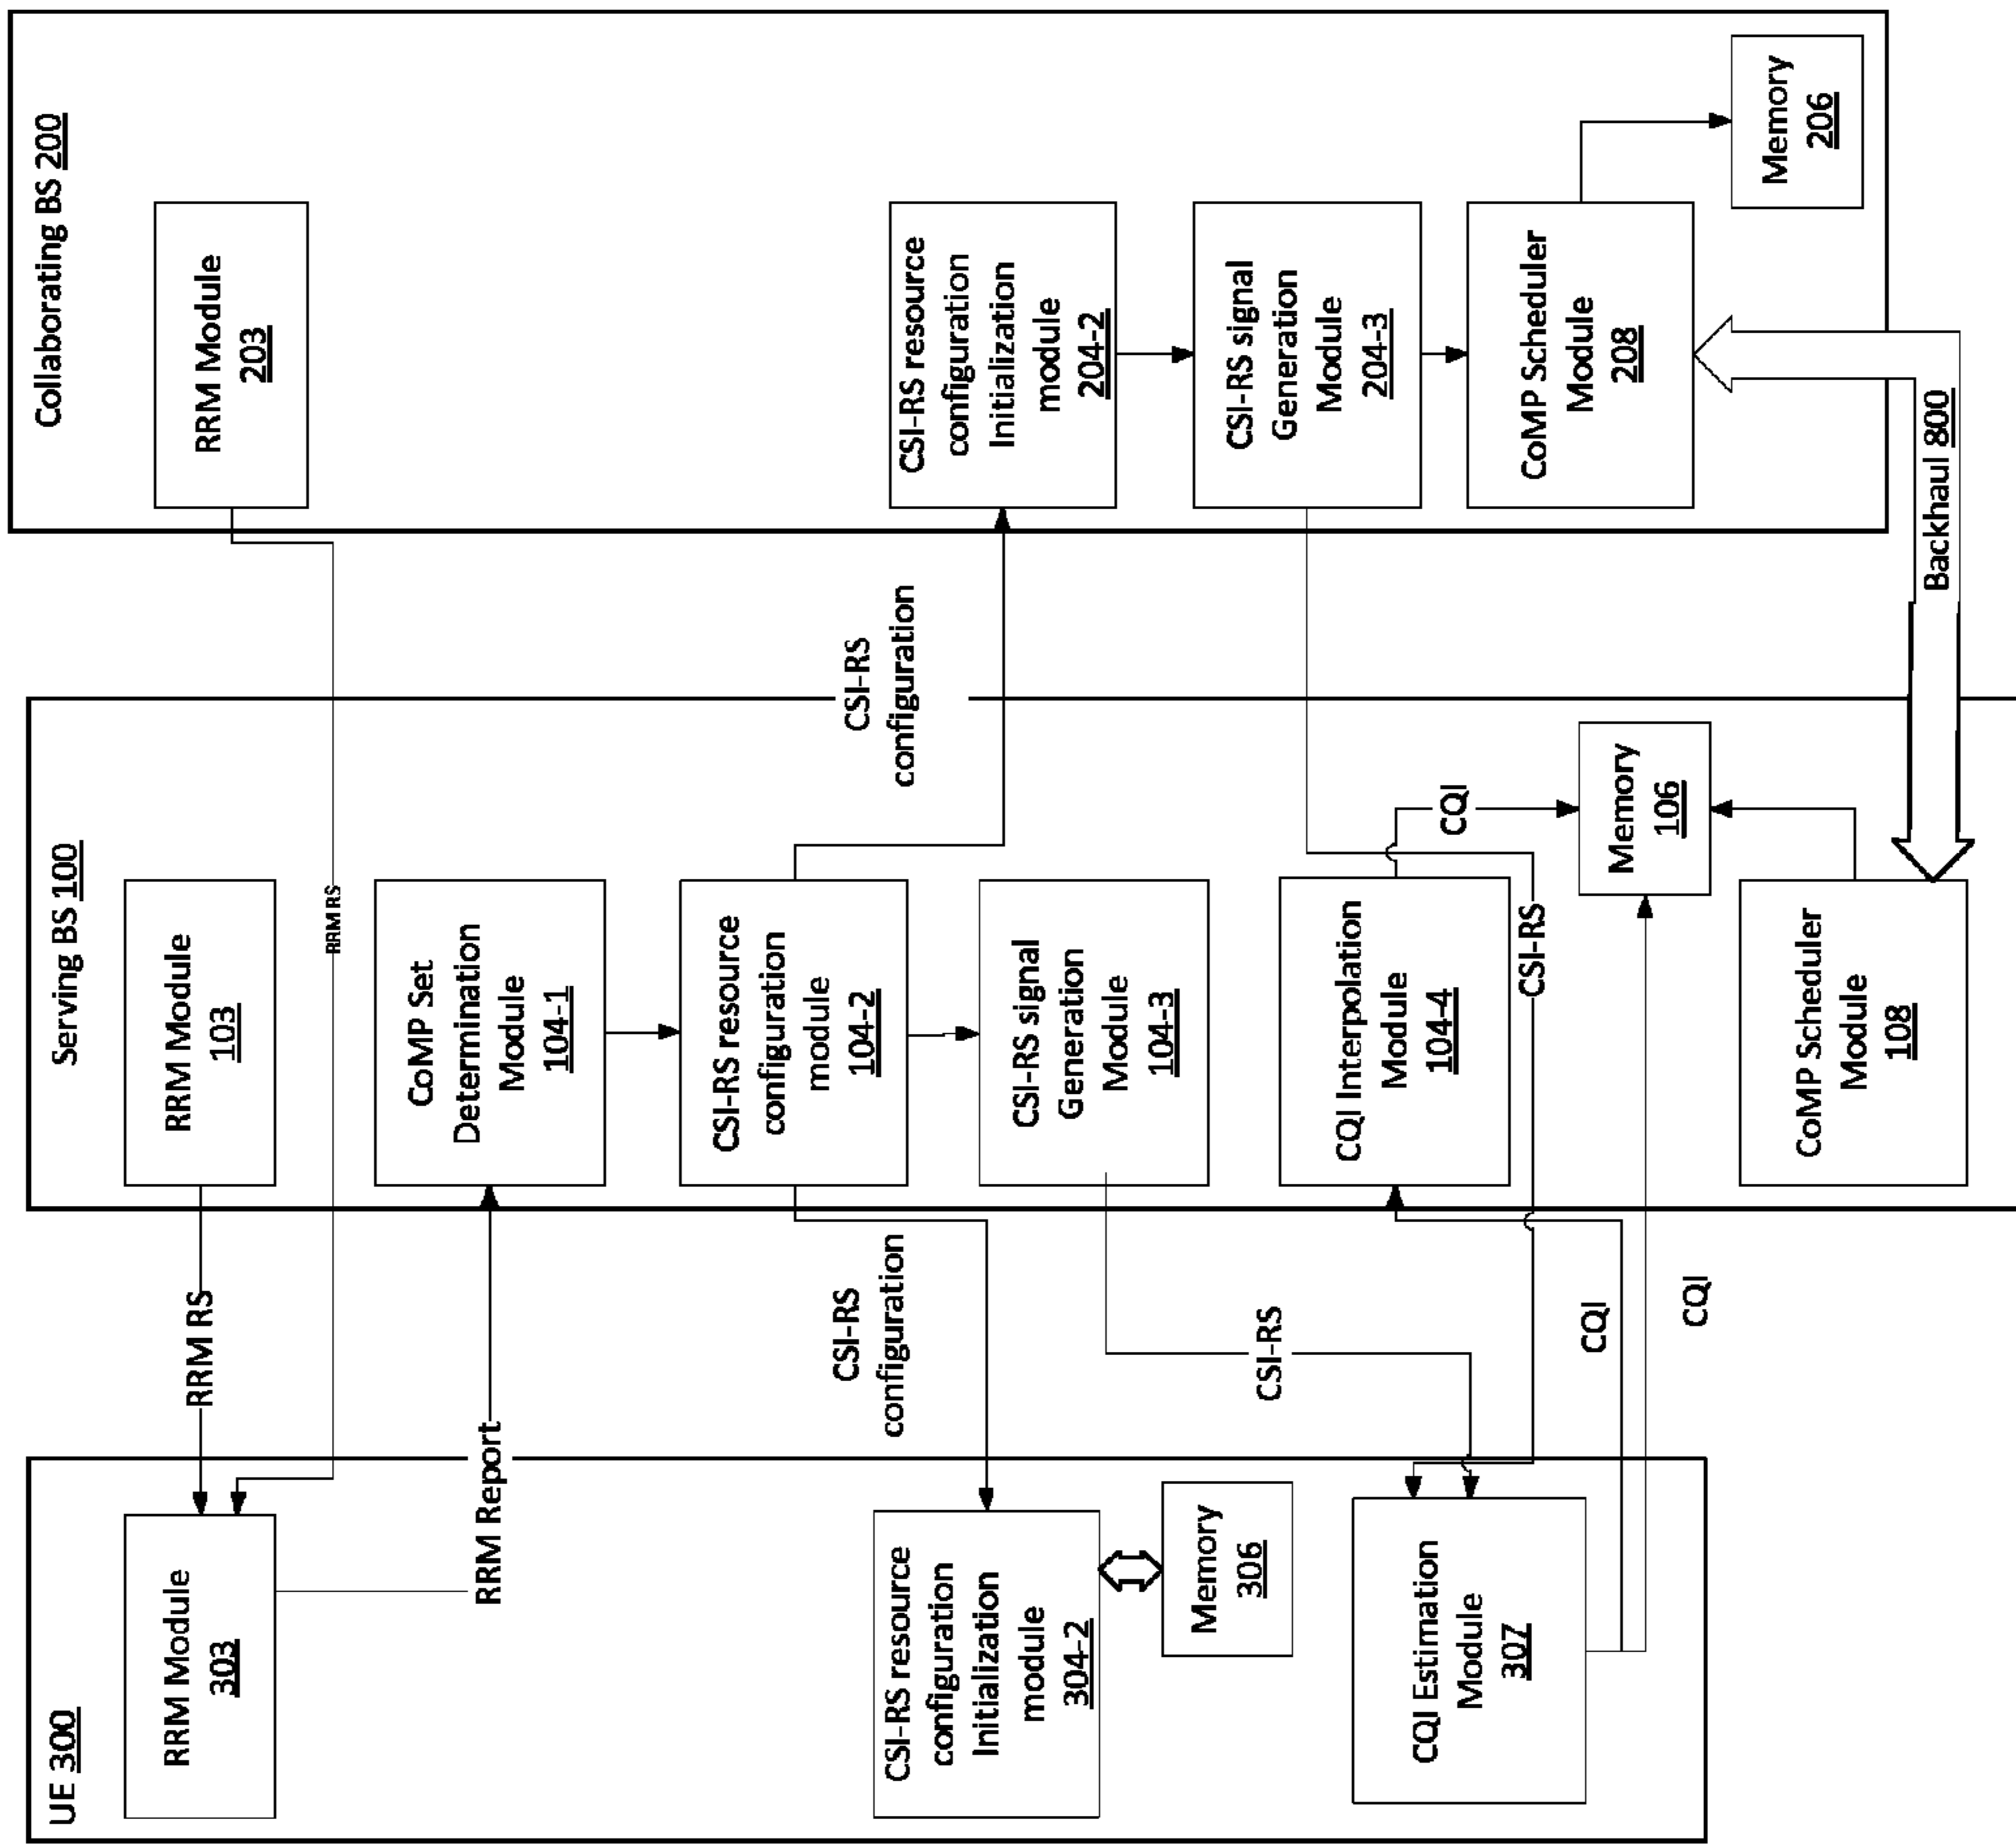 UE 300
RRM Module
303
CSI-RS resource
configuration
Initialization
module
304-2
Memory
306
CQI Estimation
Module
307
RRM RS
RRM Report
RRM RS
CSI-RS
configuration
CSI-RS
CQI
CQI
Serving BS 100
RRM Module
103
CoMP Set
Determination
Module
104-1
CSI-RS resource
configuration
module
104-2
CSI-RS signal
Generation
Module
104-3
CQI Interpolation
Module
104-4
CSI-RS
CQI
Memory
106
CoMP Scheduler
Module
108
CSI-RS
configuration
Backhaul 800
Collaborating BS 200
RRM Module
203
CSI-RS resource
configuration
Initialization
module
204-2
CSI-RS signal
Generation
Module
204-3
CoMP Scheduler
Module
208
Memory
206